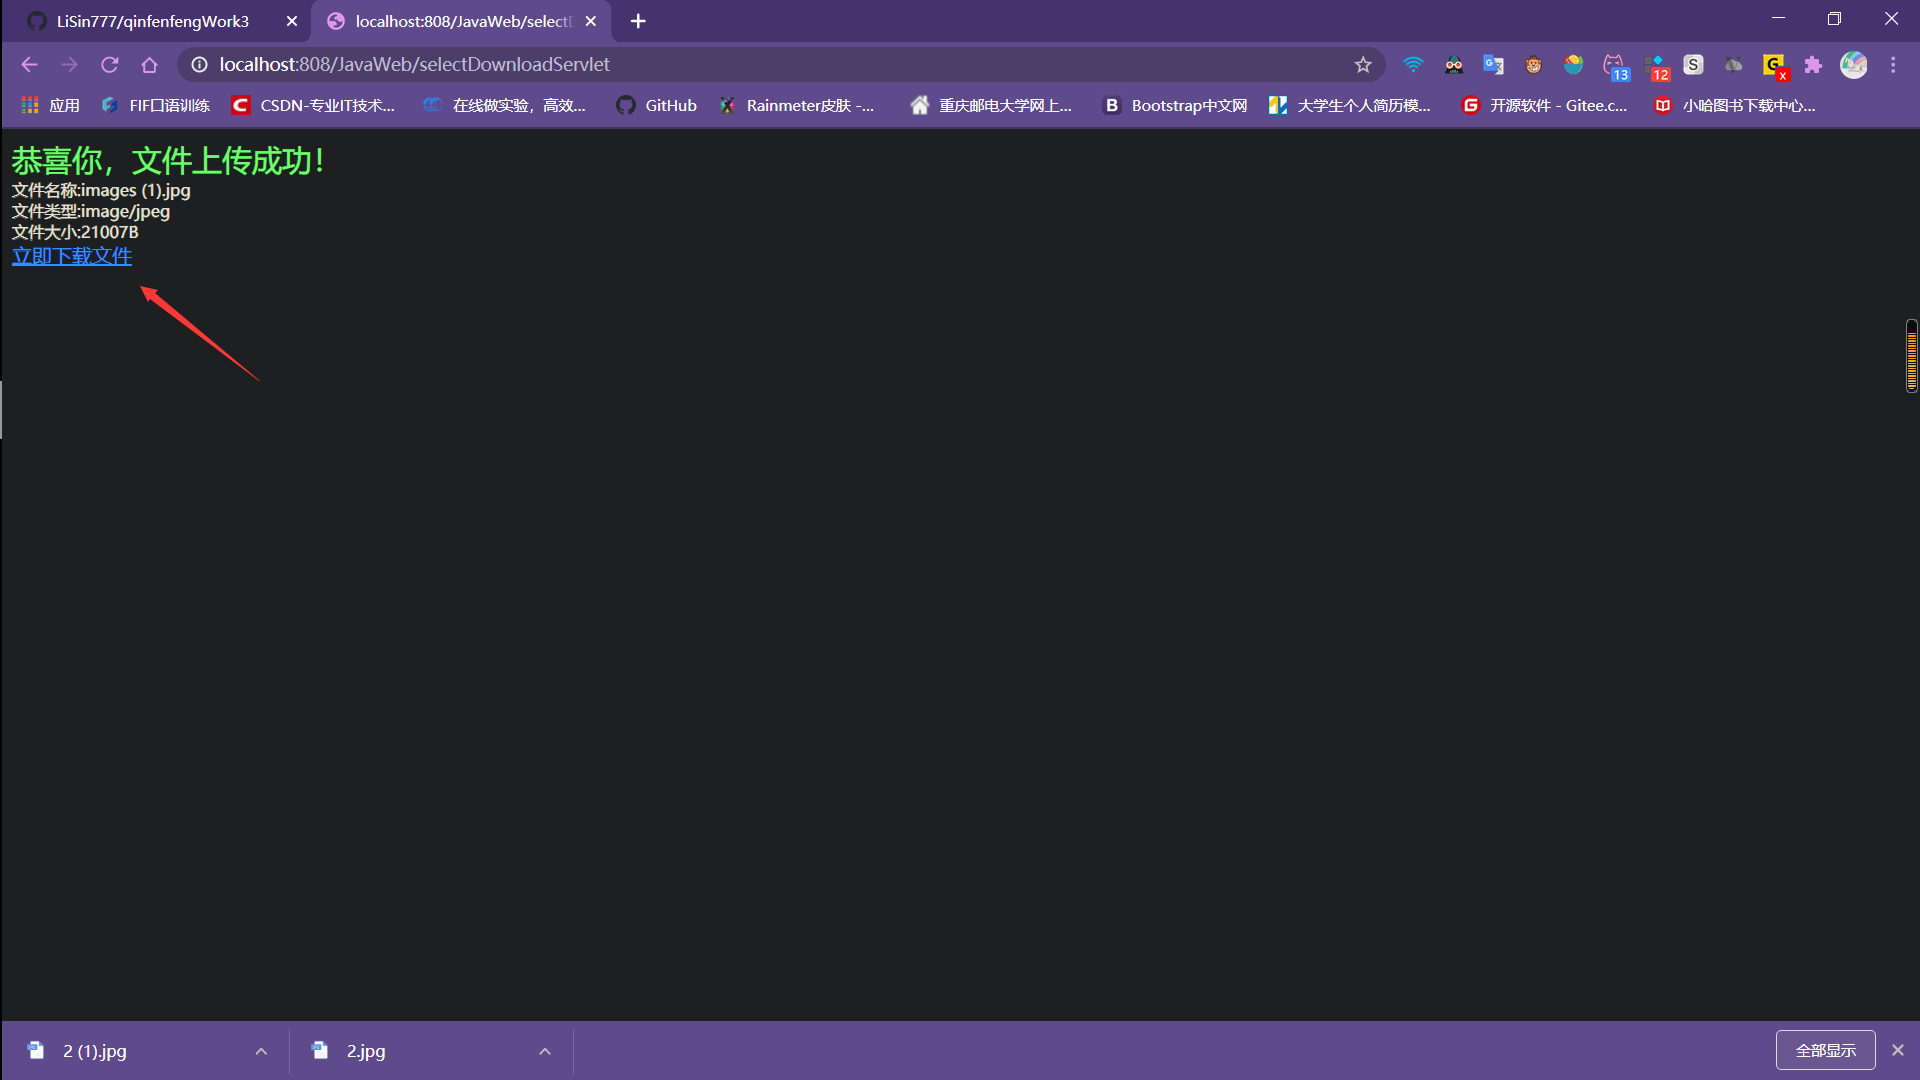 LiSin777/qinfenfengWork3
localhost:808/JavaWeb/select
localhost:808/JavaWeb/selectDownloadServlet
13
12
S
G
x
应用
FIF口语训练
C
CSDN-专业IT技术...
在线做实验，高效...
GitHub
Rainmeter皮肤 -...
重庆邮电大学网上...
B
Bootstrap中文网
大学生个人简历模...
G
开源软件 - Gitee.c...
小哈图书下载中心...
恭喜你，文件上传成功！
文件名称:images (1).jpg
文件类型:image/jpeg
文件大小:21007B
立即下载文件
2 (1).jpg
2.jpg
全部显示